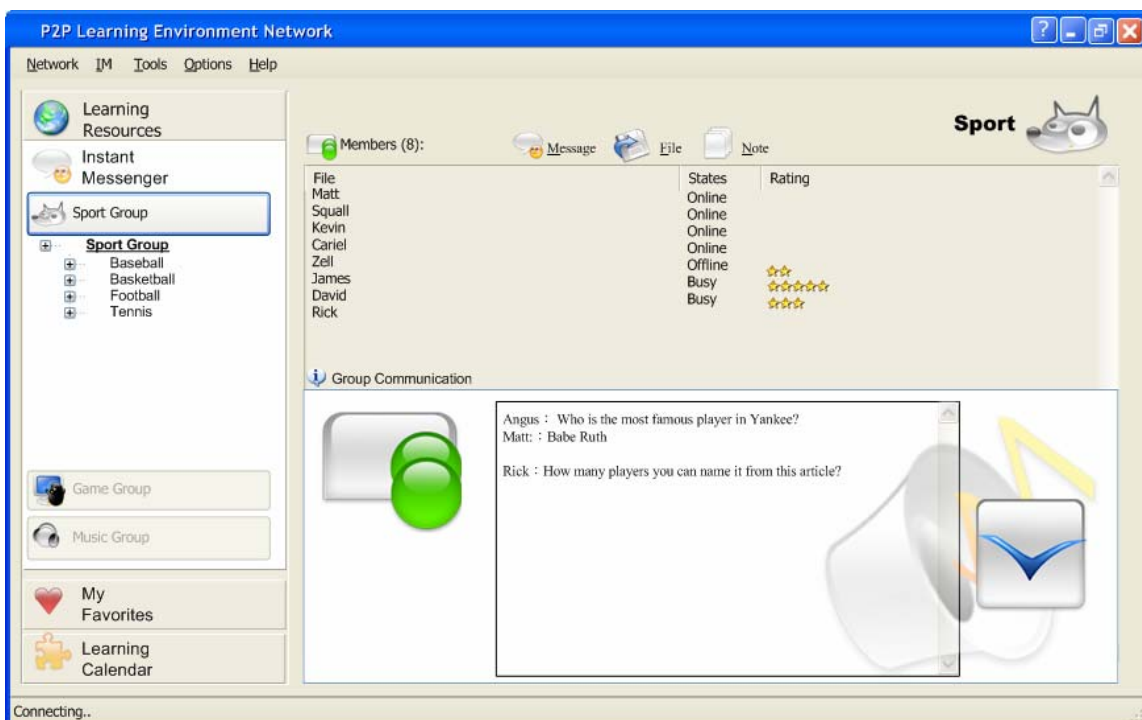 P2P Learning Environment Network
Network IM Tools Options Help
Learning
Resources
Instant
Messenger
Sport Group
Sport Group
Baseball
Basketball
Football
Tennis
Game Group
Music Group
My
Favorites
Learning
Calendar
Members (8):
Message File Note
Sport
File States Rating
Matt Online
Squall Online
Kevin Online
Cariel Online
Zell Offline
James Busy
David Busy
Rick
Group Communication
Angus : Who is the most famous player in Yankee?
Matt: : Babe Ruth
Rick : How many players you can name it from this article?
Connecting..